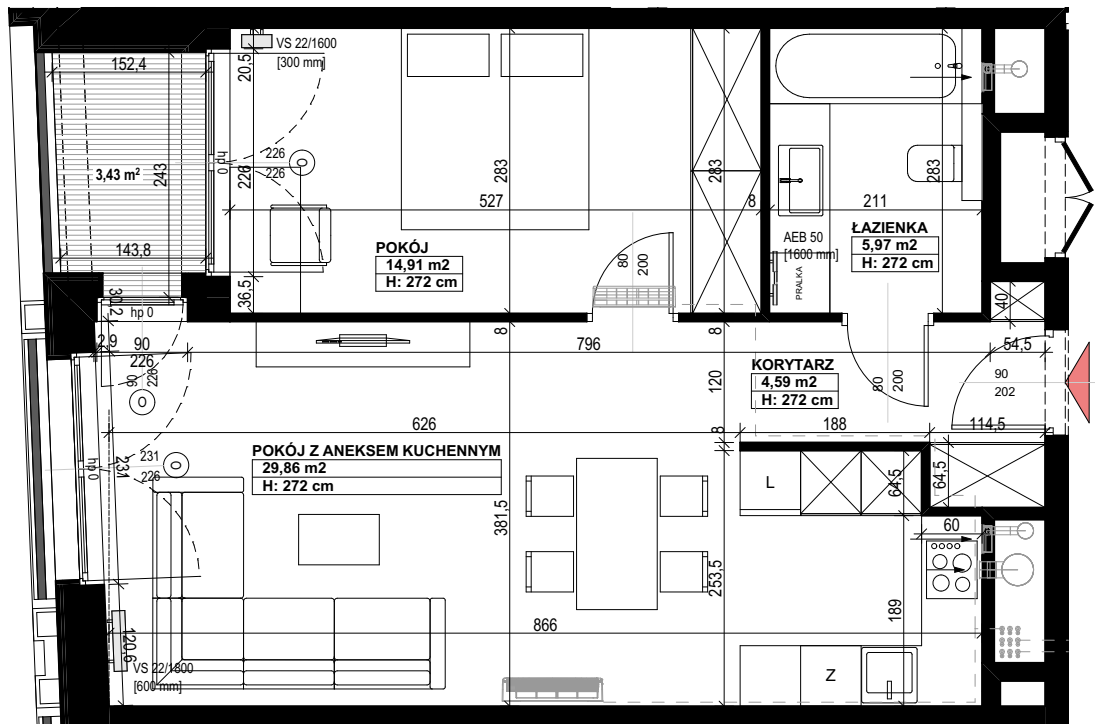 VS 22/1600
[300 mm]
152,4
20,5
3,43 m²
243
hp 0
226
226
226
283
283
283
527
8
211
143,8
36,5
POKÓJ
14,91 m2
H: 272 cm
80
200
AEB 50
[1600 mm]
PRALKA
ŁAZIENKA
5,97 m2
H: 272 cm
40
30,2
hp 0
2,9
90
226
90
226
8
796
8
54,5
KORYTARZ
4,59 m2
H: 272 cm
120
80
200
90
202
626
8
188
114,5
POKÓJ Z ANEKSEM KUCHENNYM
29,86 m2
H: 272 cm
hp 0
231
231
226
L
64,5
64,5
381,5
60
253,5
189
866
120,6
VS 22/1800
[600 mm]
Z